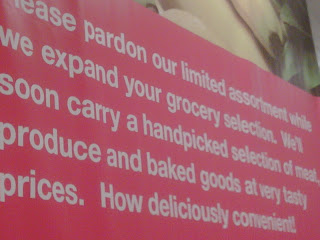 lease pardon our limited assortment while
we expand your grocery selection. We'll
soon carry a handpicked selection of meat,
produce and baked goods at very tasty
prices. How deliciously convenient!